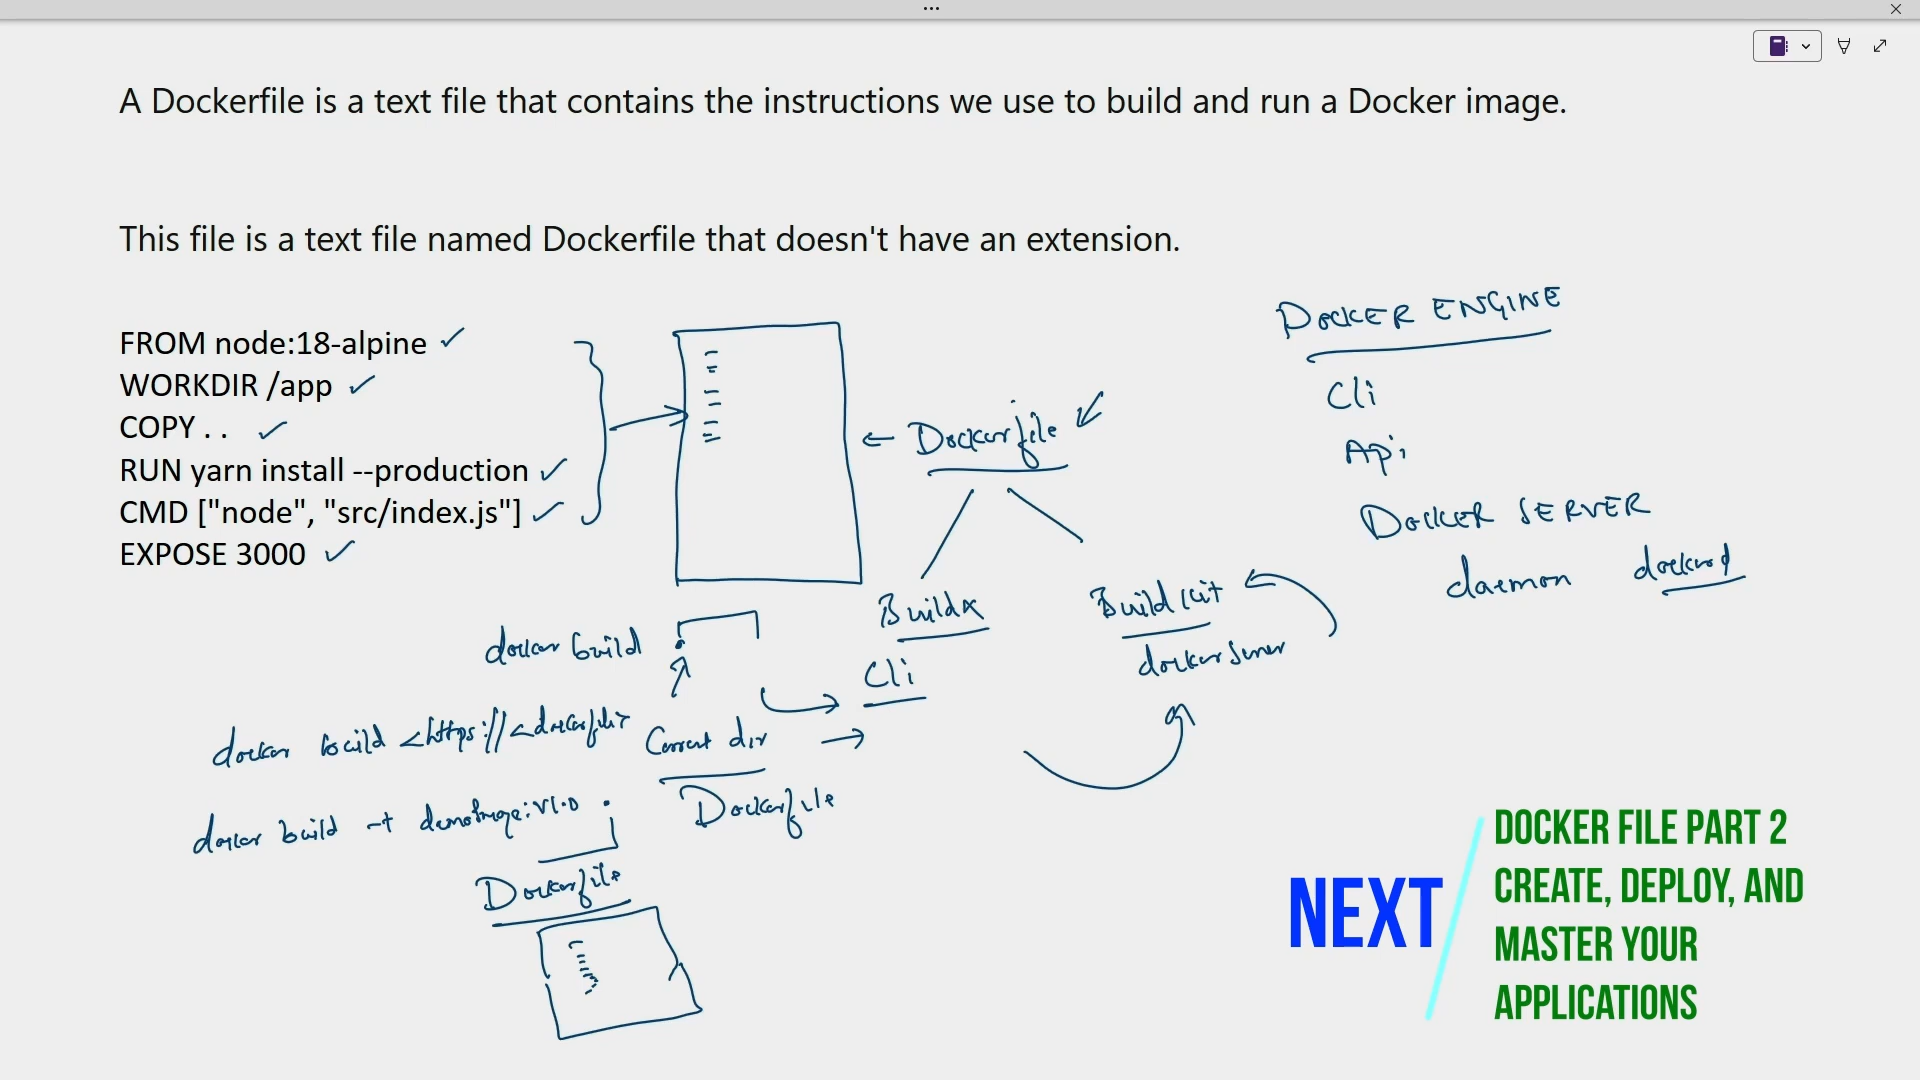 A Dockerfile is a text file that contains the instructions we use to build and run a Docker image.
This file is a text file named Dockerfile that doesn't have an extension.
FROM node:18-alpine
WORKDIR /app
COPY . .
RUN yarn install --production
CMD ["node", "src/index.js"]
EXPOSE 3000
Dockerfile
Buildx
Cli
Buildkit
docker server
DOCKER ENGINE
Cli
Api
DOCKER SERVER
daemon dockerd
docker build .
Current dir
Dockerfile
docker build <https://<dockerfile>
docker build -t demoImage:v1.0 .
Dockerfile
NEXT
DOCKER FILE PART 2
CREATE, DEPLOY, AND
MASTER YOUR
APPLICATIONS